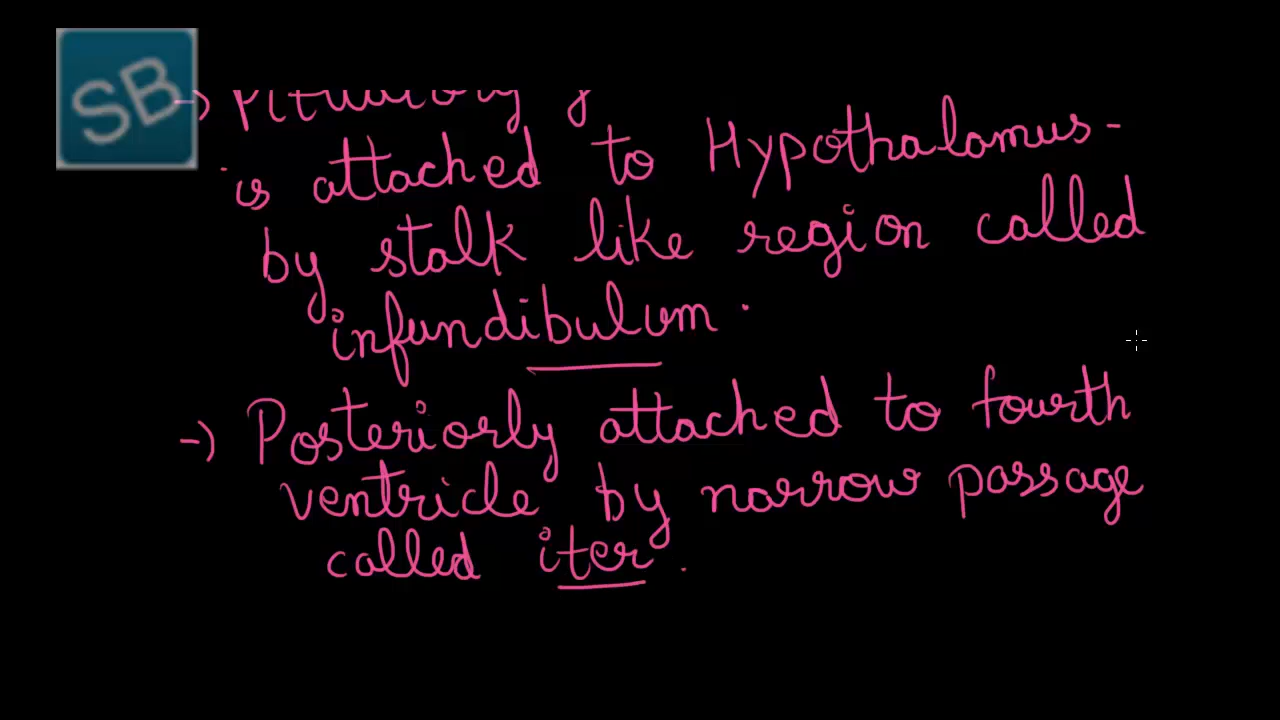 SB
-> Pituitory
is attached to Hypothalamus-
by stalk like region called
infundibulum.
-> Posteriorly attached to fourth
ventricle by narrow passage
called iter.